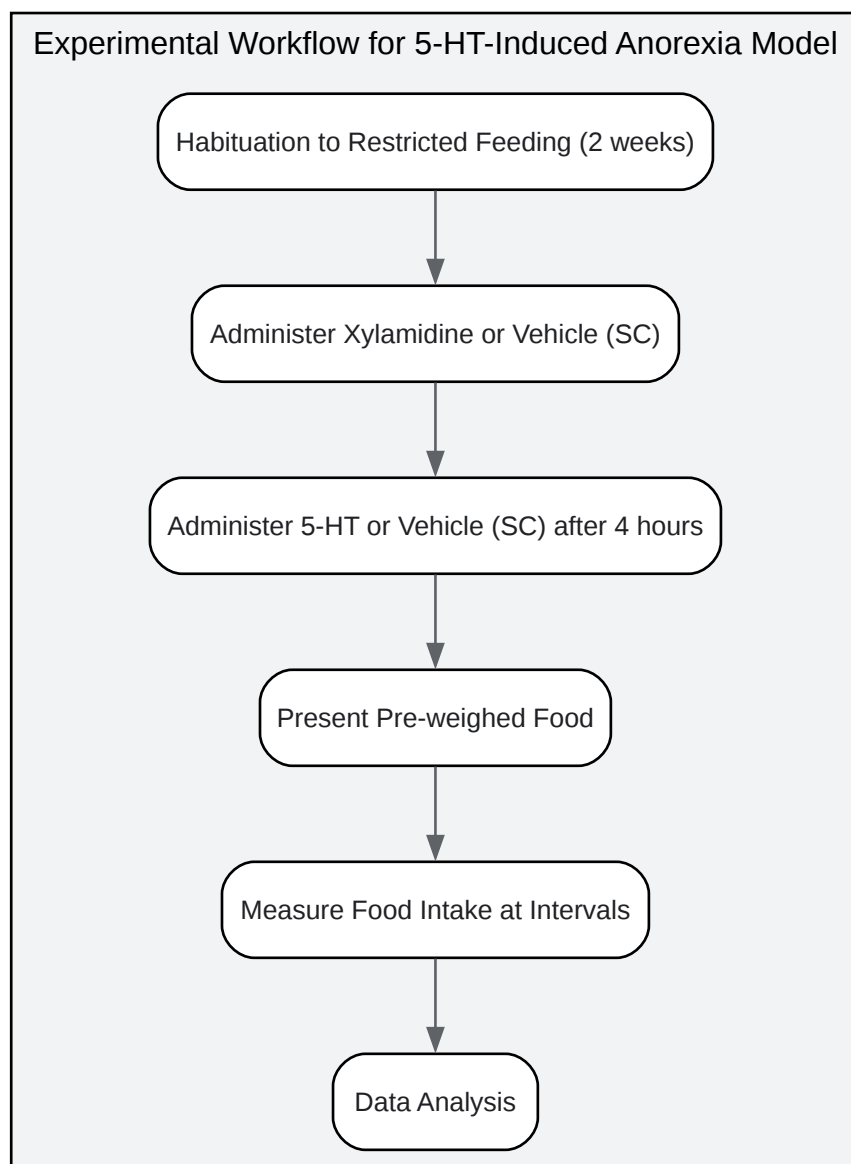 Experimental Workflow for 5-HT-Induced Anorexia Model
Habituation to Restricted Feeding (2 weeks)
Administer Xylamidine or Vehicle (SC)
Administer 5-HT or Vehicle (SC) after 4 hours
Present Pre-weighed Food
Measure Food Intake at Intervals
Data Analysis